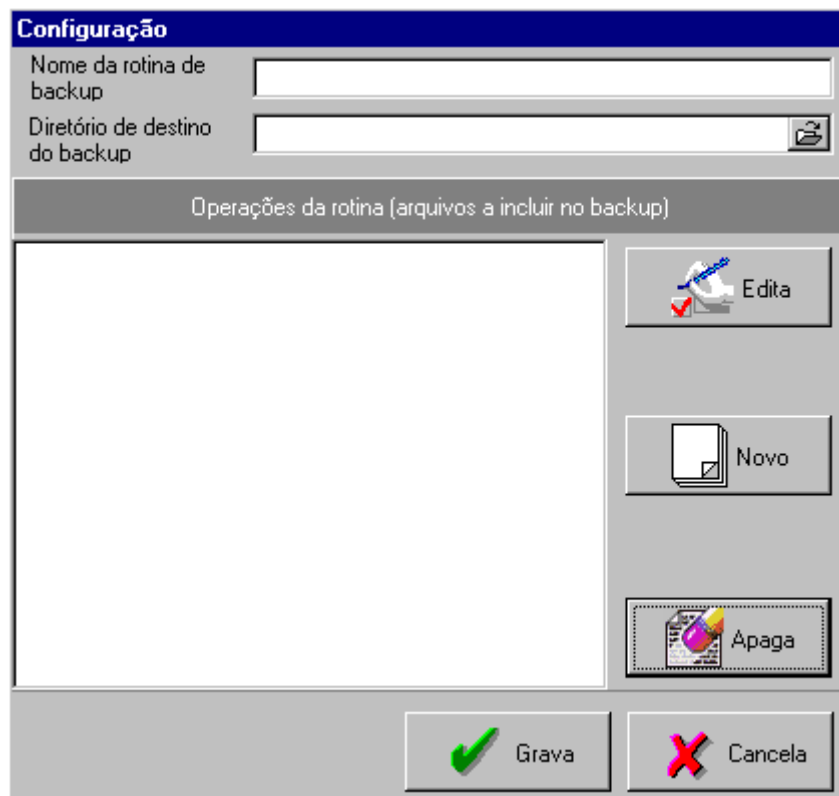 Configuração
Nome da rotina de
backup
Diretório de destino
do backup
Operações da rotina (arquivos a incluir no backup)
Edita
Novo
Apaga
Grava
Cancela